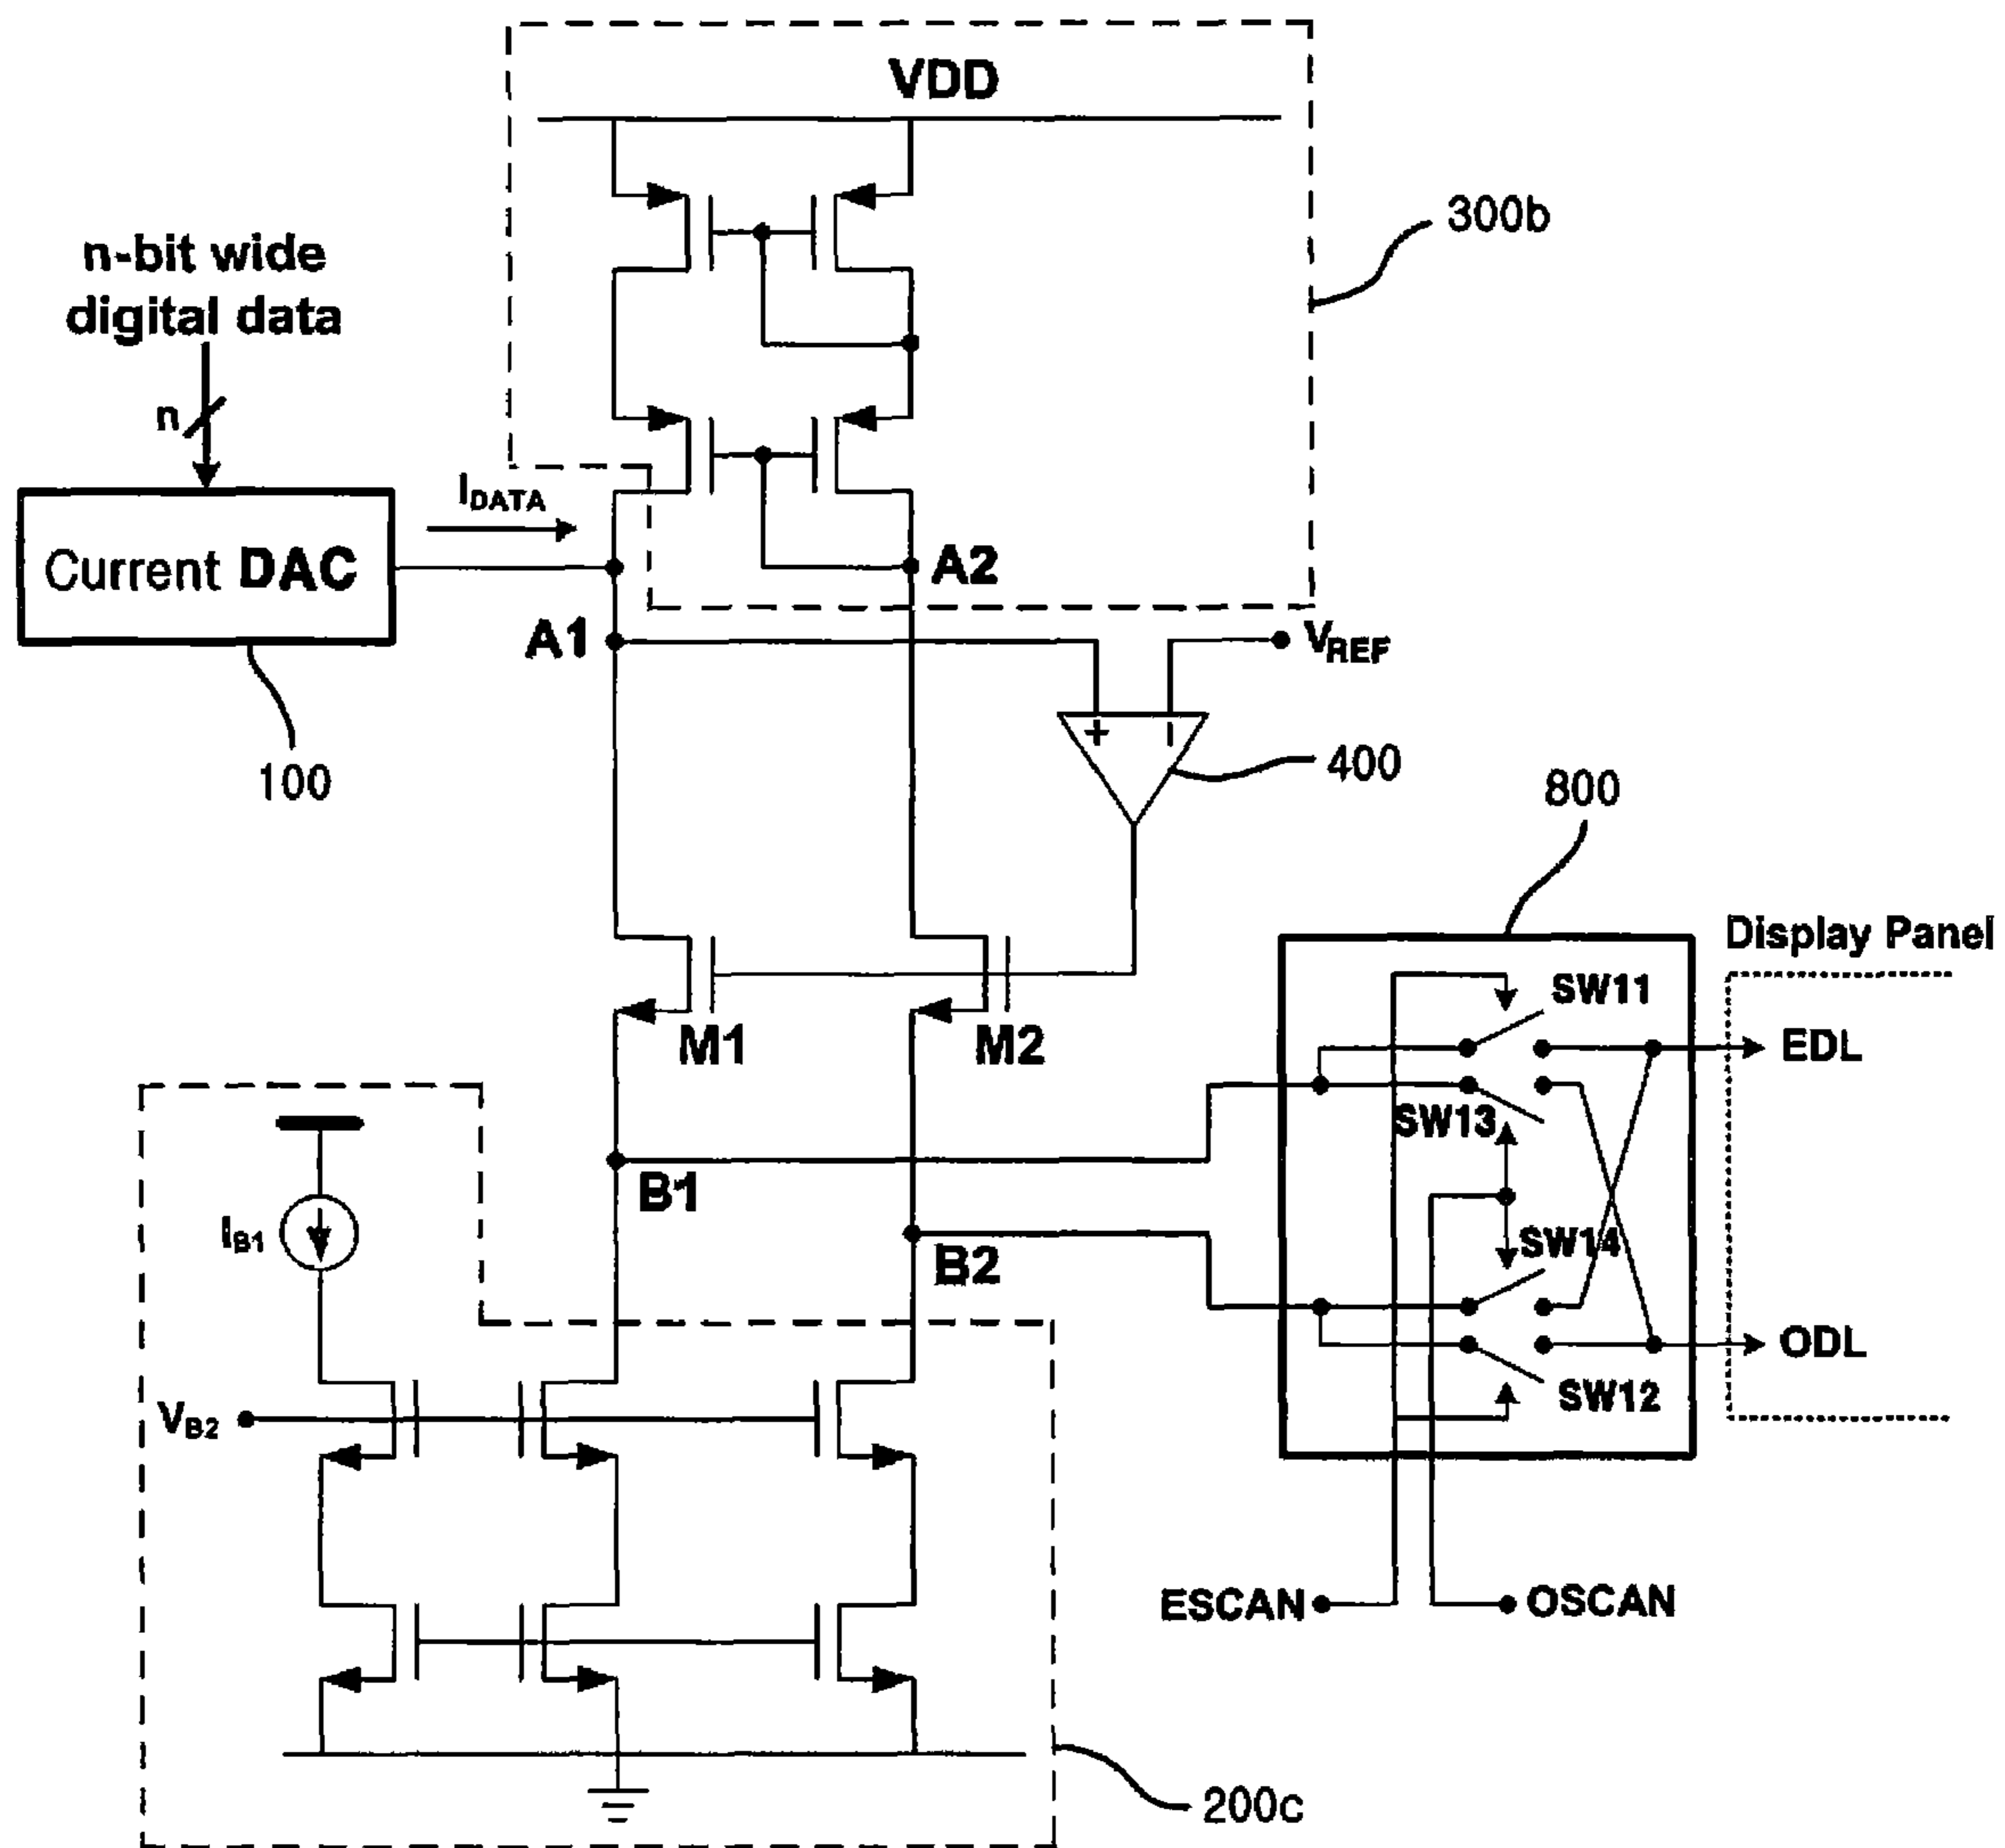 VDD
300b
n-bit wide
digital data
n
IDATA
Current DAC
A2
A1
VREF
+
−
100
400
800
Display Panel
SW11
M1
M2
EDL
SW13
B1
IB1
SW14
B2
ODL
SW12
VB2
ESCAN
OSCAN
200c